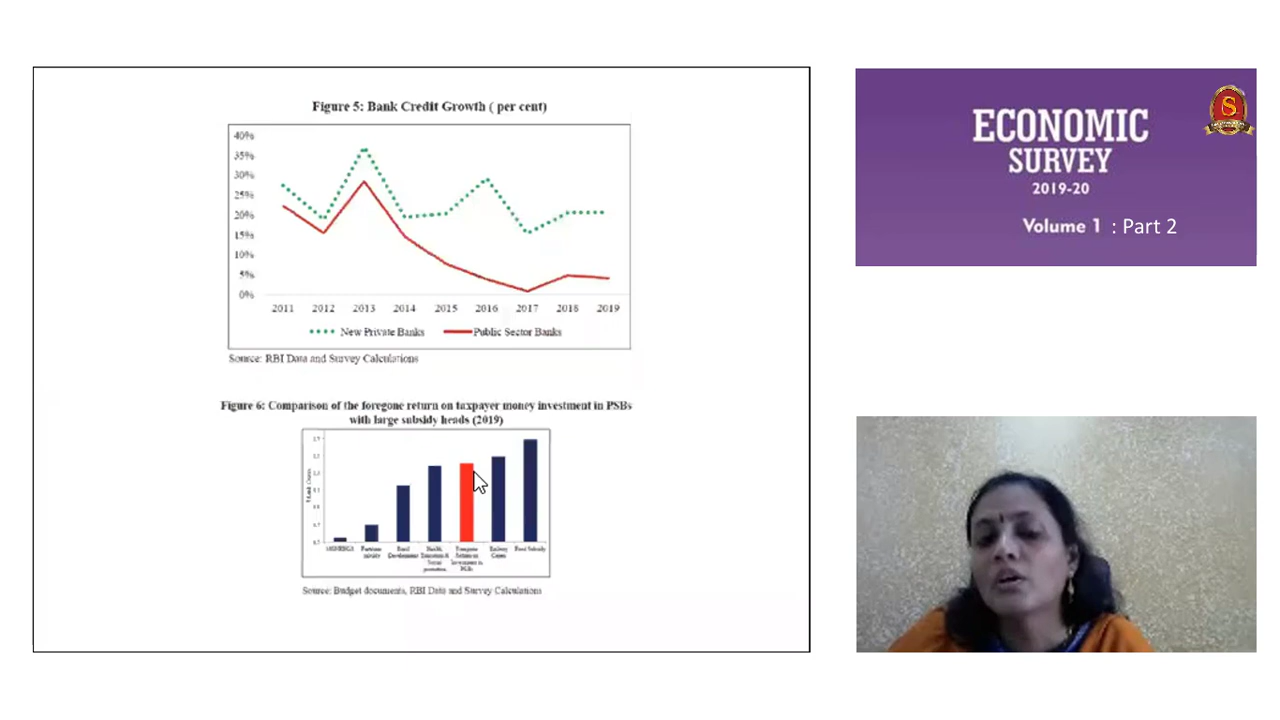 Figure 5: Bank Credit Growth ( per cent)
40%
35%
30%
25%
20%
15%
10%
5%
0%
2011 2012 2013 2014 2015 2016 2017 2018 2019
New Private Banks Public Sector Banks
Source: RBI Data and Survey Calculations
Figure 6: Comparison of the foregone return on taxpayer money investment in PSBs
with large subsidy heads (2019)
Food Subsidy
Source: Budget documents, RBI Data and Survey Calculations
ECONOMIC
SURVEY
2019-20
Volume 1 : Part 2
S